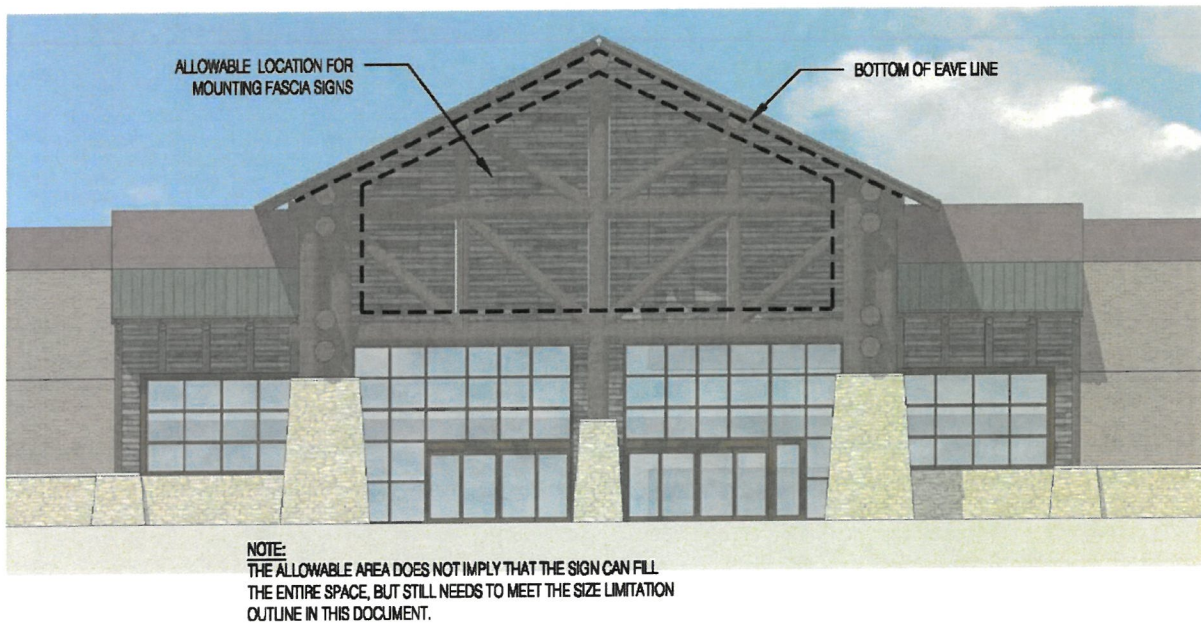 ALLOWABLE LOCATION FOR
MOUNTING FASCIA SIGNS
BOTTOM OF EAVE LINE
NOTE:
THE ALLOWABLE AREA DOES NOT IMPLY THAT THE SIGN CAN FILL
THE ENTIRE SPACE, BUT STILL NEEDS TO MEET THE SIZE LIMITATION
OUTLINE IN THIS DOCUMENT.